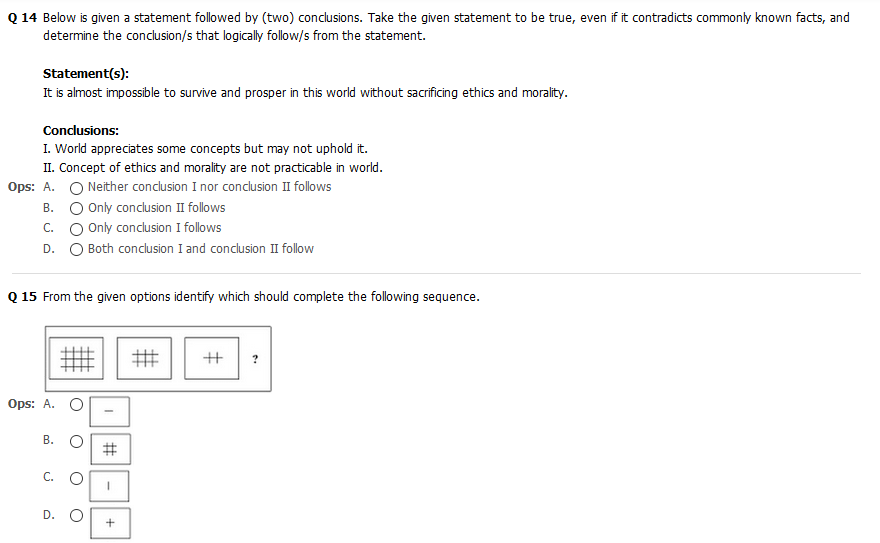 Q 14 Below is given a statement followed by (two) conclusions. Take the given statement to be true, even if it contradicts commonly known facts, and
determine the conclusion/s that logically follow/s from the statement.
Statement(s):
It is almost impossible to survive and prosper in this world without sacrificing ethics and morality.
Conclusions:
I. World appreciates some concepts but may not uphold it.
II. Concept of ethics and morality are not practicable in world.
Ops: A. Neither conclusion I nor conclusion II follows
B. Only conclusion II follows
C. Only conclusion I follows
D. Both conclusion I and conclusion II follow
Q 15 From the given options identify which should complete the following sequence.
?
Ops: A.
B.
C.
D.